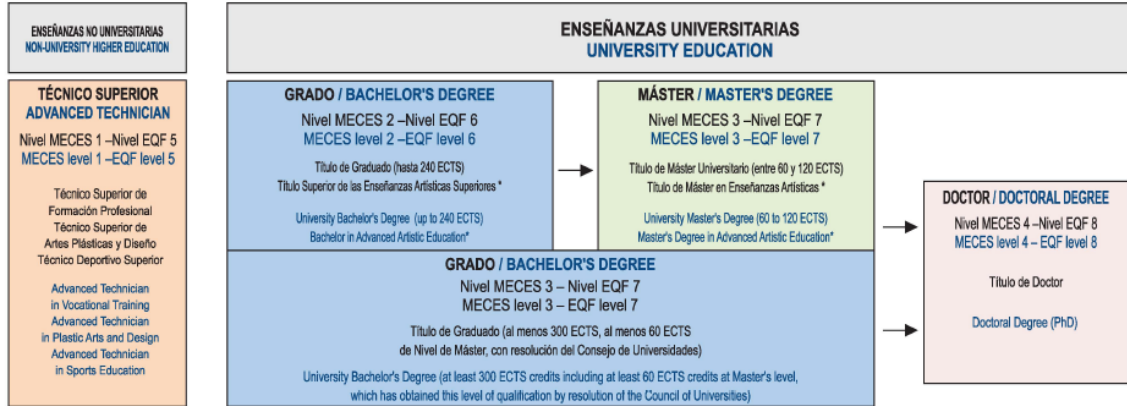 ENSEÑANZAS NO UNIVERSITARIAS
NON-UNIVERSITY HIGHER EDUCATION
TÉCNICO SUPERIOR
ADVANCED TECHNICIAN
Nivel MECES 1 –Nivel EQF 5
MECES level 1 –EQF level 5
Técnico Superior de
Formación Profesional
Técnico Superior de
Artes Plásticas y Diseño
Técnico Deportivo Superior
Advanced Technician
in Vocational Training
Advanced Technician
in Plastic Arts and Design
Advanced Technician
in Sports Education
ENSEÑANZAS UNIVERSITARIAS
UNIVERSITY EDUCATION
GRADO / BACHELOR'S DEGREE
Nivel MECES 2 –Nivel EQF 6
MECES level 2 –EQF level 6
Título de Graduado (hasta 240 ECTS)
Título Superior de las Enseñanzas Artísticas Superiores *
University Bachelor's Degree (up to 240 ECTS)
Bachelor in Advanced Artistic Education*
MÁSTER / MASTER'S DEGREE
Nivel MECES 3 –Nivel EQF 7
MECES level 3 –EQF level 7
Título de Máster Universitario (entre 60 y 120 ECTS)
Título de Máster en Enseñanzas Artísticas *
University Master's Degree (60 to 120 ECTS)
Master's Degree in Advanced Artistic Education*
GRADO / BACHELOR'S DEGREE
Nivel MECES 3 – Nivel EQF 7
MECES level 3 – EQF level 7
Título de Graduado (al menos 300 ECTS, al menos 60 ECTS
de Nivel de Máster, con resolución del Consejo de Universidades)
University Bachelor's Degree (at least 300 ECTS credits including at least 60 ECTS credits at Master's level,
which has obtained this level of qualification by resolution of the Council of Universities)
DOCTOR / DOCTORAL DEGREE
Nivel MECES 4 –Nivel EQF 8
MECES level 4 – EQF level 8
Título de Doctor
Doctoral Degree (PhD)